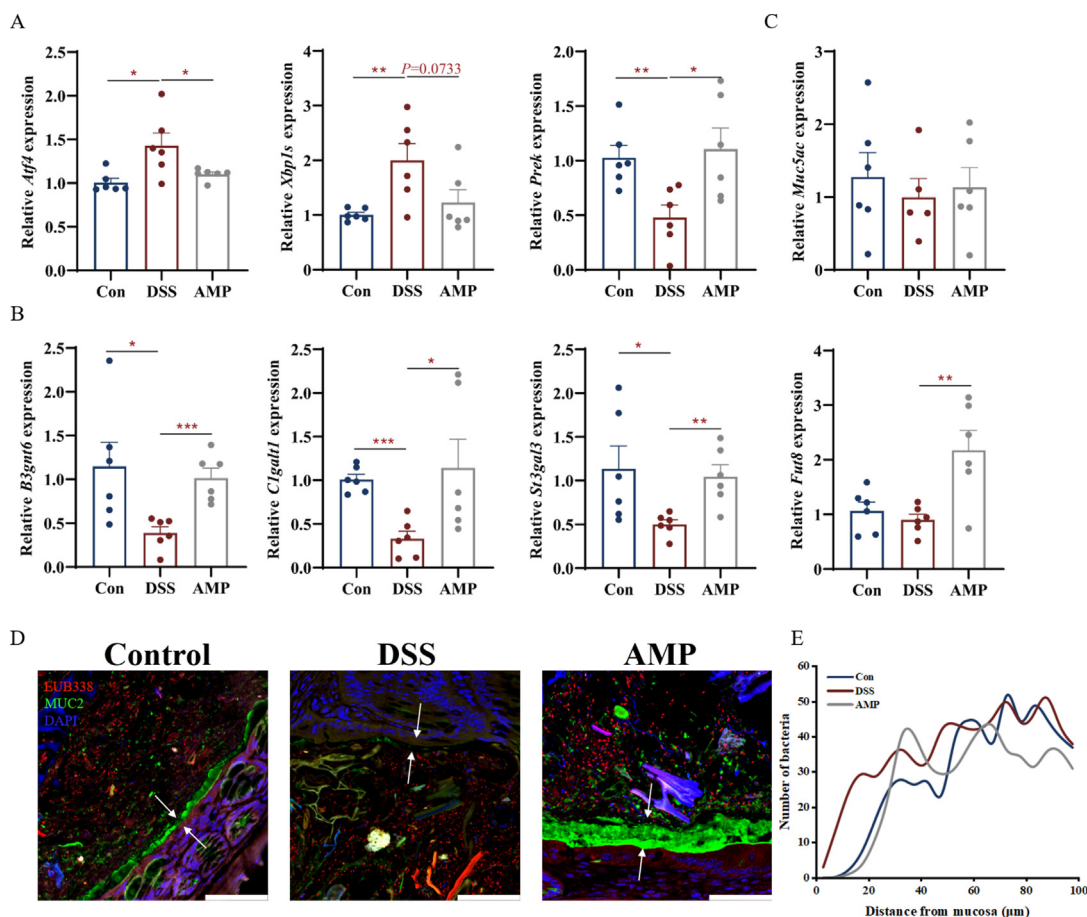 A
C
Relative Atf4 expression
2.5
2.0
1.5
1.0
0.5
0.0
*
*
Con
DSS
AMP
Relative Xbp1s expression
4
3
2
1
0
**
P=0.0733
Con
DSS
AMP
Relative Prek expression
2.0
1.5
1.0
0.5
0.0
**
*
Con
DSS
AMP
Relative Muc5ac expression
3
2
1
0
Con
DSS
AMP
B
Relative B3gnt6 expression
2.5
2.0
1.5
1.0
0.5
0.0
*
***
Con
DSS
AMP
Relative C1galt1 expression
2.5
2.0
1.5
1.0
0.5
0.0
***
*
Con
DSS
AMP
Relative St3gal3 expression
2.5
2.0
1.5
1.0
0.5
0.0
*
**
Con
DSS
AMP
Relative Fut8 expression
4
3
2
1
0
**
Con
DSS
AMP
D
Control
DSS
AMP
EUB338
MUC2
DAPI
E
Number of bacteria
60
50
40
30
20
10
0
Con
DSS
AMP
0
20
40
60
80
100
Distance from mucosa (μm)